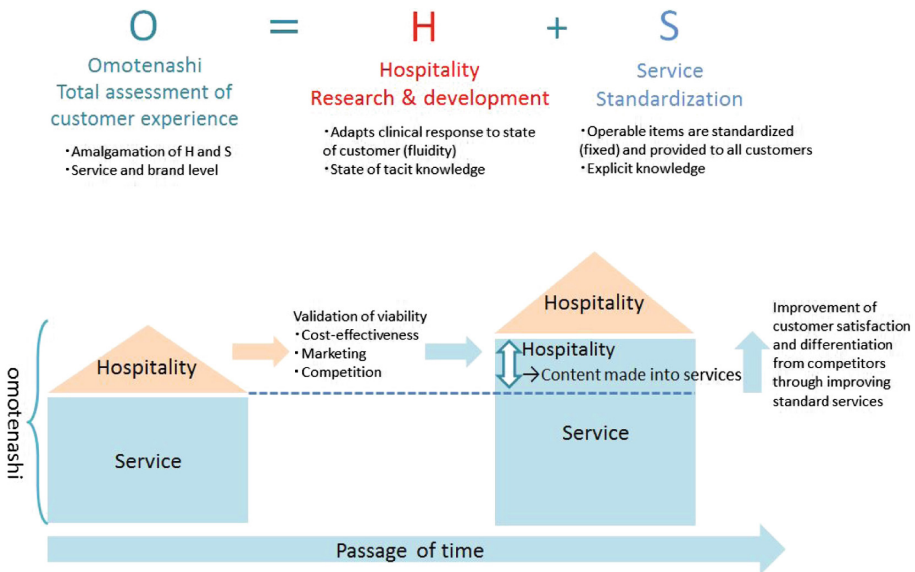 O = H + S
Omotenashi
Total assessment of
customer experience
・Amalgamation of H and S
・Service and brand level
Hospitality
Research & development
・Adapts clinical response to state
of customer (fluidity)
・State of tacit knowledge
Service
Standardization
・Operable items are standardized
(fixed) and provided to all customers
・Explicit knowledge
omotenashi
Hospitality
Service
Validation of viability
・Cost-effectiveness
・Marketing
・Competition
Hospitality
Hospitality
→Content made into services
Service
Improvement of
customer satisfaction
and differentiation
from competitors
through improving
standard services
Passage of time